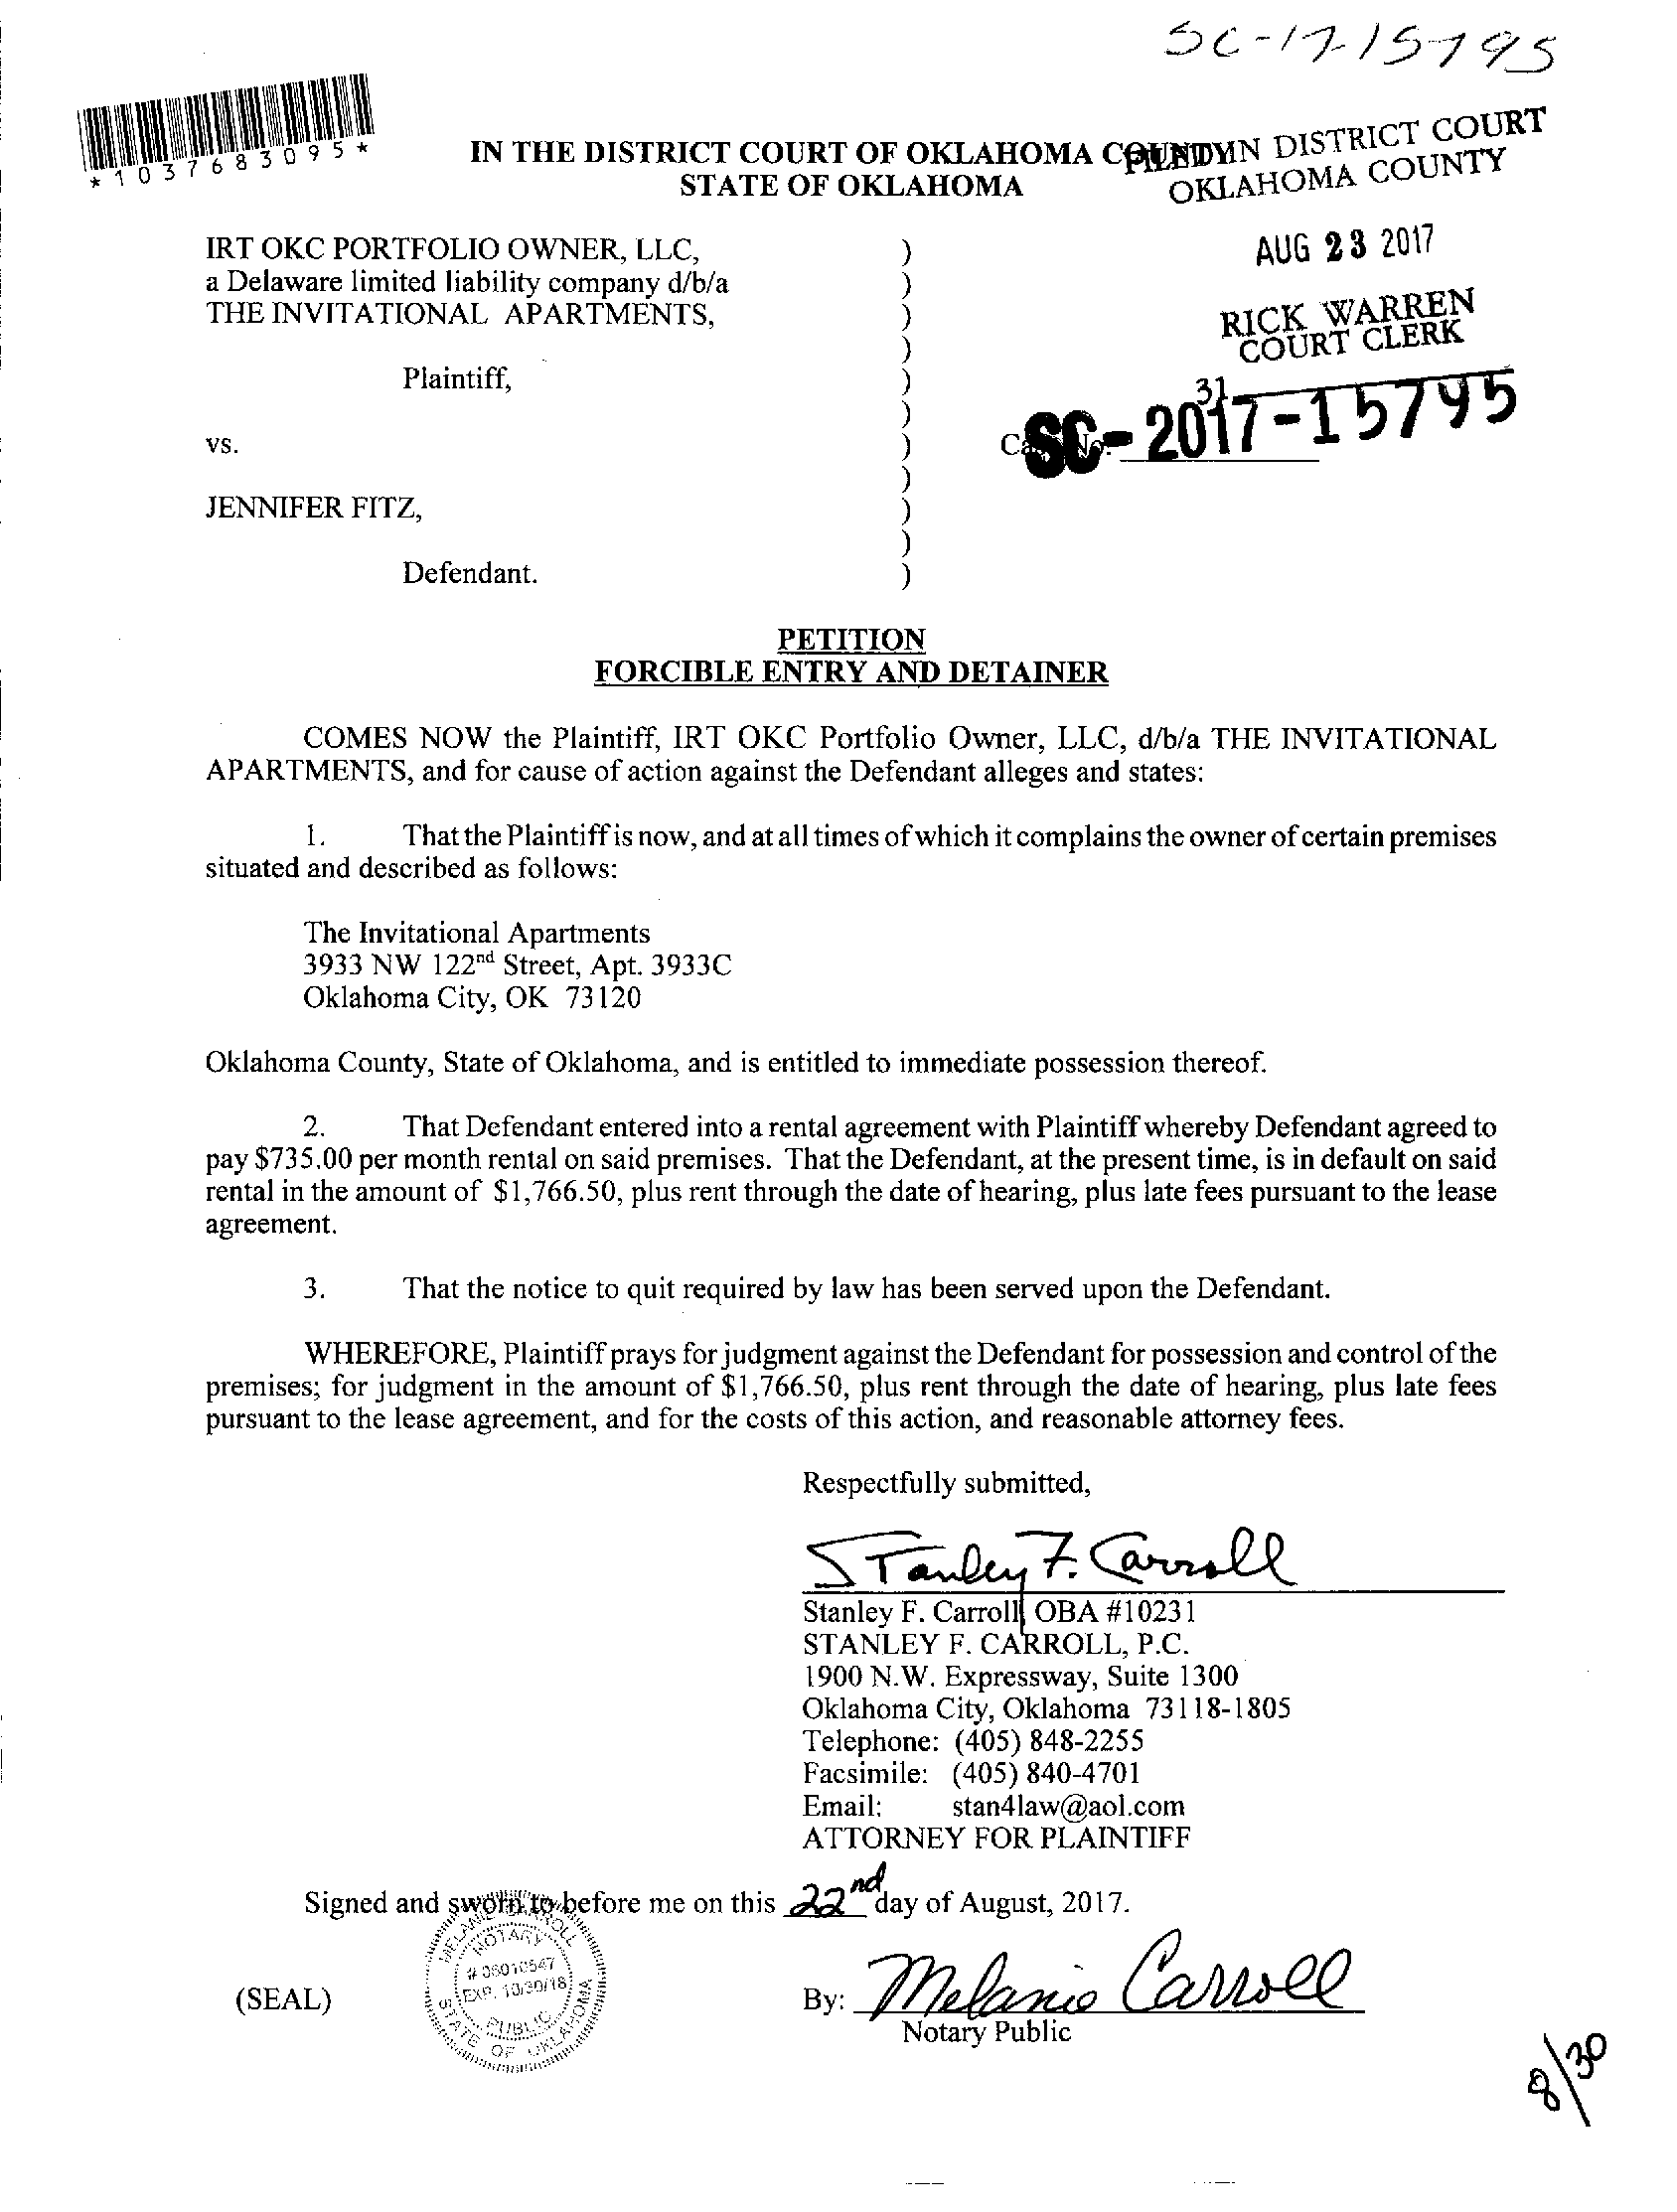 SC-17-15795
*1037683095*
IN THE DISTRICT COURT OF OKLAHOMA COUNTY
STATE OF OKLAHOMA
FILED IN DISTRICT COURT
OKLAHOMA COUNTY
AUG 23 2017
RICK WARREN
COURT CLERK
31
IRT OKC PORTFOLIO OWNER, LLC, )
a Delaware limited liability company d/b/a )
THE INVITATIONAL APARTMENTS, )
)
Plaintiff, )
)
vs. ) Case No. SC-2017-15795
)
JENNIFER FITZ, )
)
Defendant. )
PETITION
FORCIBLE ENTRY AND DETAINER
COMES NOW the Plaintiff, IRT OKC Portfolio Owner, LLC, d/b/a THE INVITATIONAL
APARTMENTS, and for cause of action against the Defendant alleges and states:
1. That the Plaintiff is now, and at all times of which it complains the owner of certain premises
situated and described as follows:
The Invitational Apartments
3933 NW 122nd Street, Apt. 3933C
Oklahoma City, OK 73120
Oklahoma County, State of Oklahoma, and is entitled to immediate possession thereof.
2. That Defendant entered into a rental agreement with Plaintiff whereby Defendant agreed to
pay $735.00 per month rental on said premises. That the Defendant, at the present time, is in default on said
rental in the amount of $1,766.50, plus rent through the date of hearing, plus late fees pursuant to the lease
agreement.
3. That the notice to quit required by law has been served upon the Defendant.
WHEREFORE, Plaintiff prays for judgment against the Defendant for possession and control of the
premises; for judgment in the amount of $1,766.50, plus rent through the date of hearing, plus late fees
pursuant to the lease agreement, and for the costs of this action, and reasonable attorney fees.
Respectfully submitted,
Stanley F. Carroll
Stanley F. Carroll, OBA #10231
STANLEY F. CARROLL, P.C.
1900 N.W. Expressway, Suite 1300
Oklahoma City, Oklahoma 73118-1805
Telephone: (405) 848-2255
Facsimile: (405) 840-4701
Email: stan4law@aol.com
ATTORNEY FOR PLAINTIFF
Signed and sworn to before me on this 22nd day of August, 2017.
MELANIE CARROLL
NOTARY
# 06010547
EXP. 10/30/18
PUBLIC
STATE OF OKLAHOMA
(SEAL)
By: Melanie Carroll
Notary Public
8/30